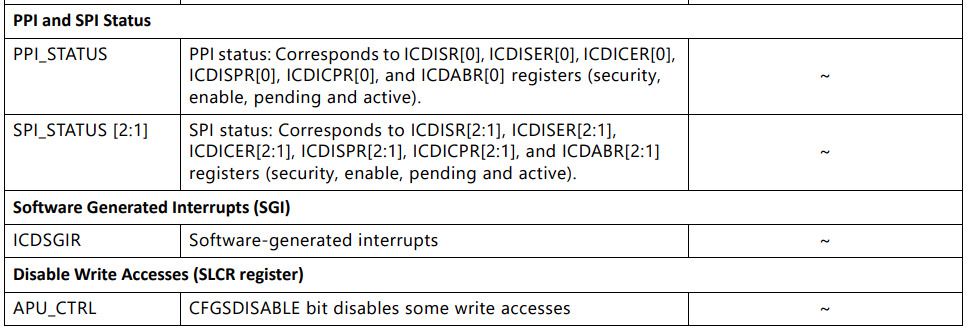 PPI and SPI Status
PPI_STATUS
PPI status: Corresponds to ICDISR[0], ICDISER[0], ICDICER[0],
ICDISPR[0], ICDICPR[0], and ICDABR[0] registers (security,
enable, pending and active).
~
SPI_STATUS [2:1]
SPI status: Corresponds to ICDISR[2:1], ICDISER[2:1],
ICDICER[2:1], ICDISPR[2:1], ICDICPR[2:1], and ICDABR[2:1]
registers (security, enable, pending and active).
~
Software Generated Interrupts (SGI)
ICDSGIR
Software-generated interrupts
~
Disable Write Accesses (SLCR register)
APU_CTRL
CFGSDISABLE bit disables some write accesses
~